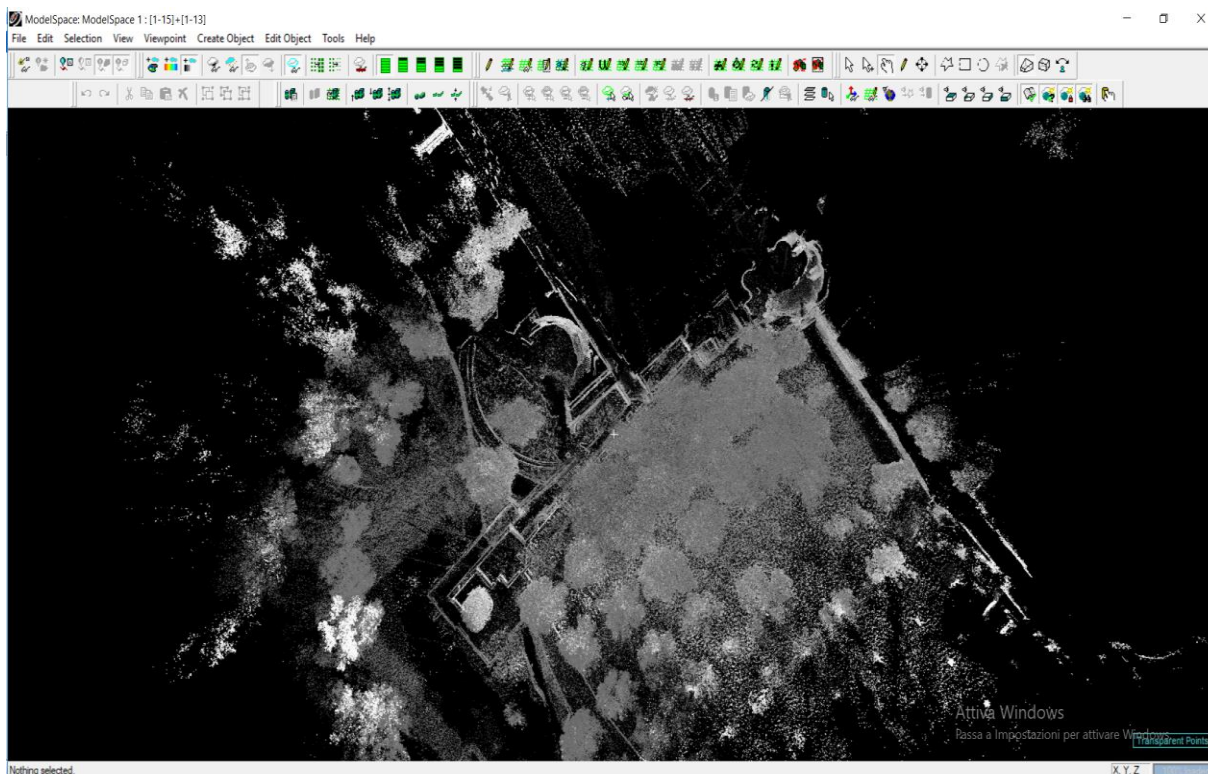 ModelSpace: ModelSpace 1 : [1-15]+[1-13]
File Edit Selection View Viewpoint Create Object Edit Object Tools Help
Attiva Windows
Passa a Impostazioni per attivare Windows.
Transparent Points
Nothing selected.
X, Y, Z